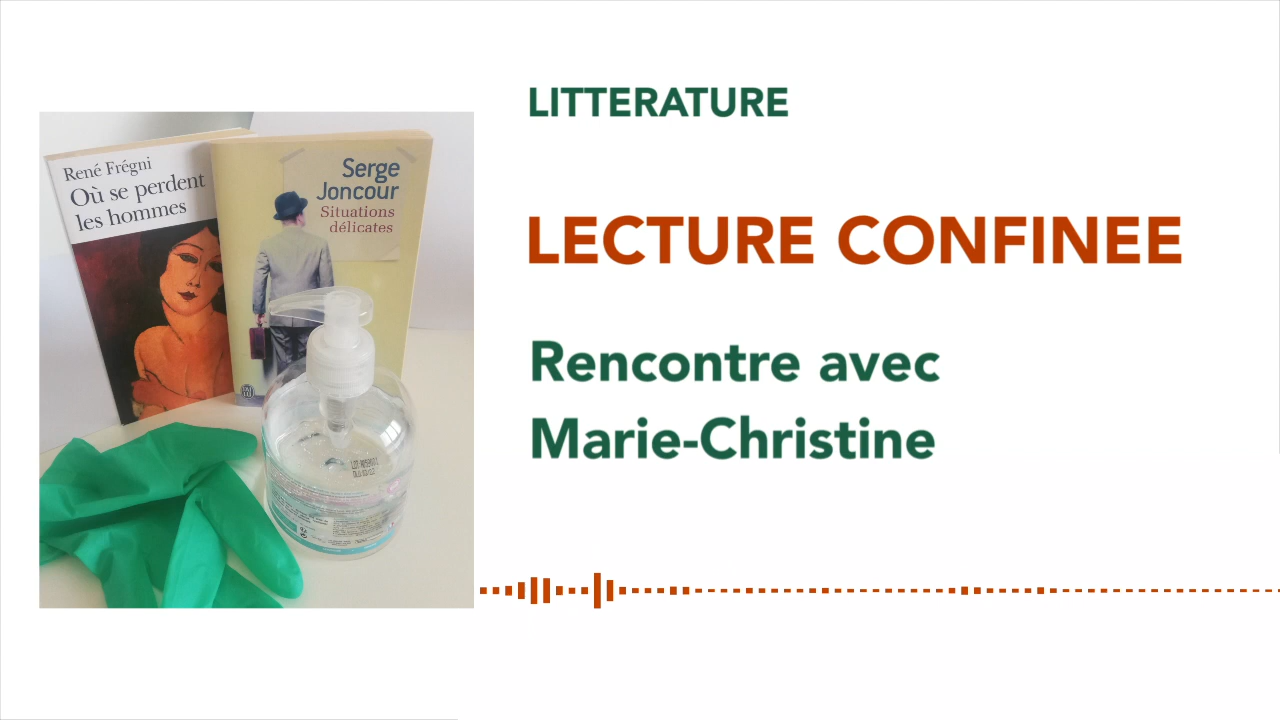 LITTERATURE
LECTURE CONFINEE
Rencontre avec
Marie-Christine
René Frégni
Où se perdent
les hommes
Serge
Joncour
Situations
délicates